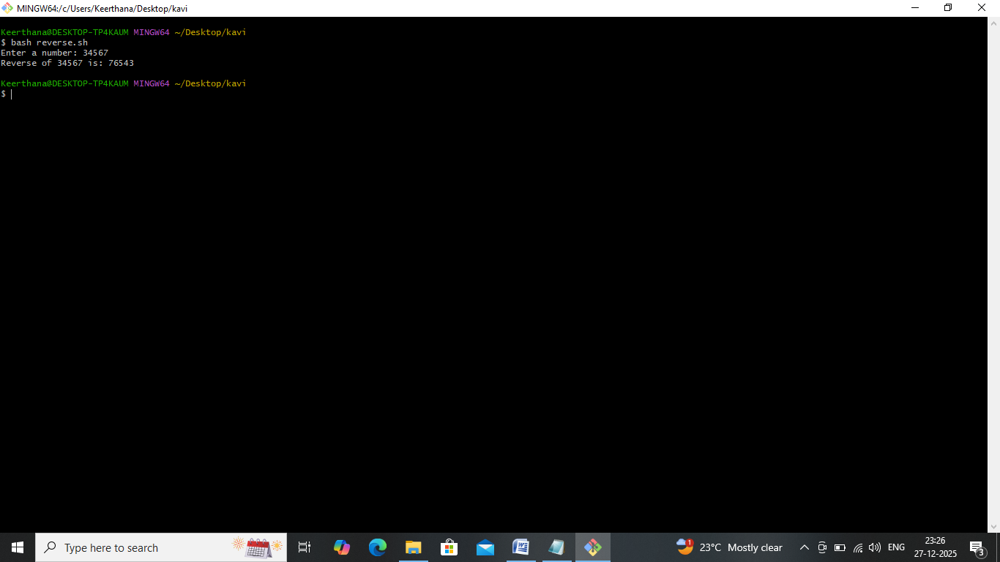 MINGW64:/c/Users/Keerthana/Desktop/kavi
Keerthana@DESKTOP-TP4KAUM MINGW64 ~/Desktop/kavi
$ bash reverse.sh
Enter a number: 34567
Reverse of 34567 is: 76543
Keerthana@DESKTOP-TP4KAUM MINGW64 ~/Desktop/kavi
$
Type here to search
1
23°C Mostly clear
ENG
23:26
27-12-2025
3